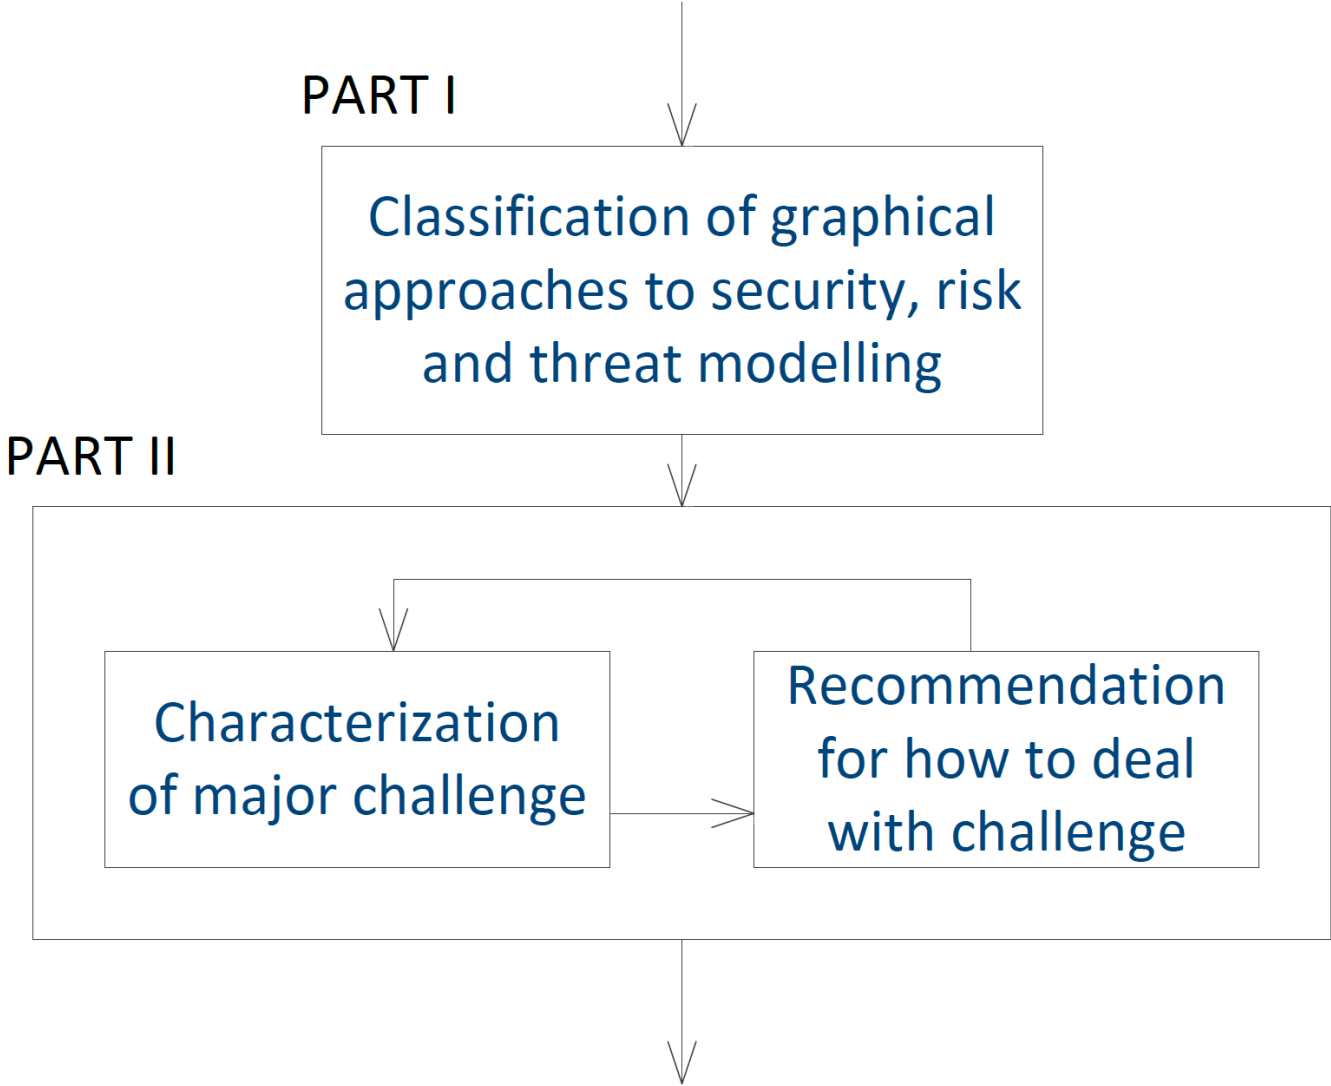 PART I
Classification of graphical
approaches to security, risk
and threat modelling
PART II
Characterization
of major challenge
Recommendation
for how to deal
with challenge